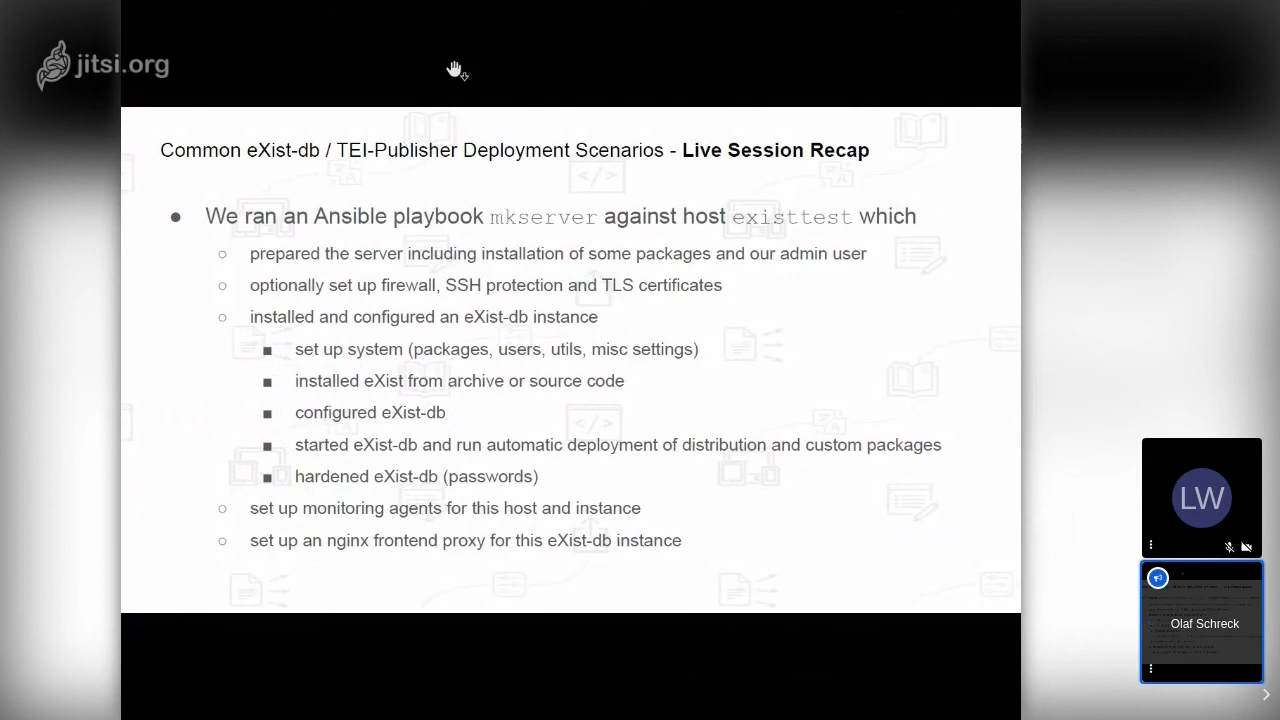 jitsi.org
Common eXist-db / TEI-Publisher Deployment Scenarios - Live Session Recap
● We ran an Ansible playbook mkserver against host existtest which
○ prepared the server including installation of some packages and our admin user
○ optionally set up firewall, SSH protection and TLS certificates
○ installed and configured an eXist-db instance
■ set up system (packages, users, utils, misc settings)
■ installed eXist from archive or source code
■ configured eXist-db
■ started eXist-db and run automatic deployment of distribution and custom packages
■ hardened eXist-db (passwords)
○ set up monitoring agents for this host and instance
○ set up an nginx frontend proxy for this eXist-db instance
LW
Olaf Schreck